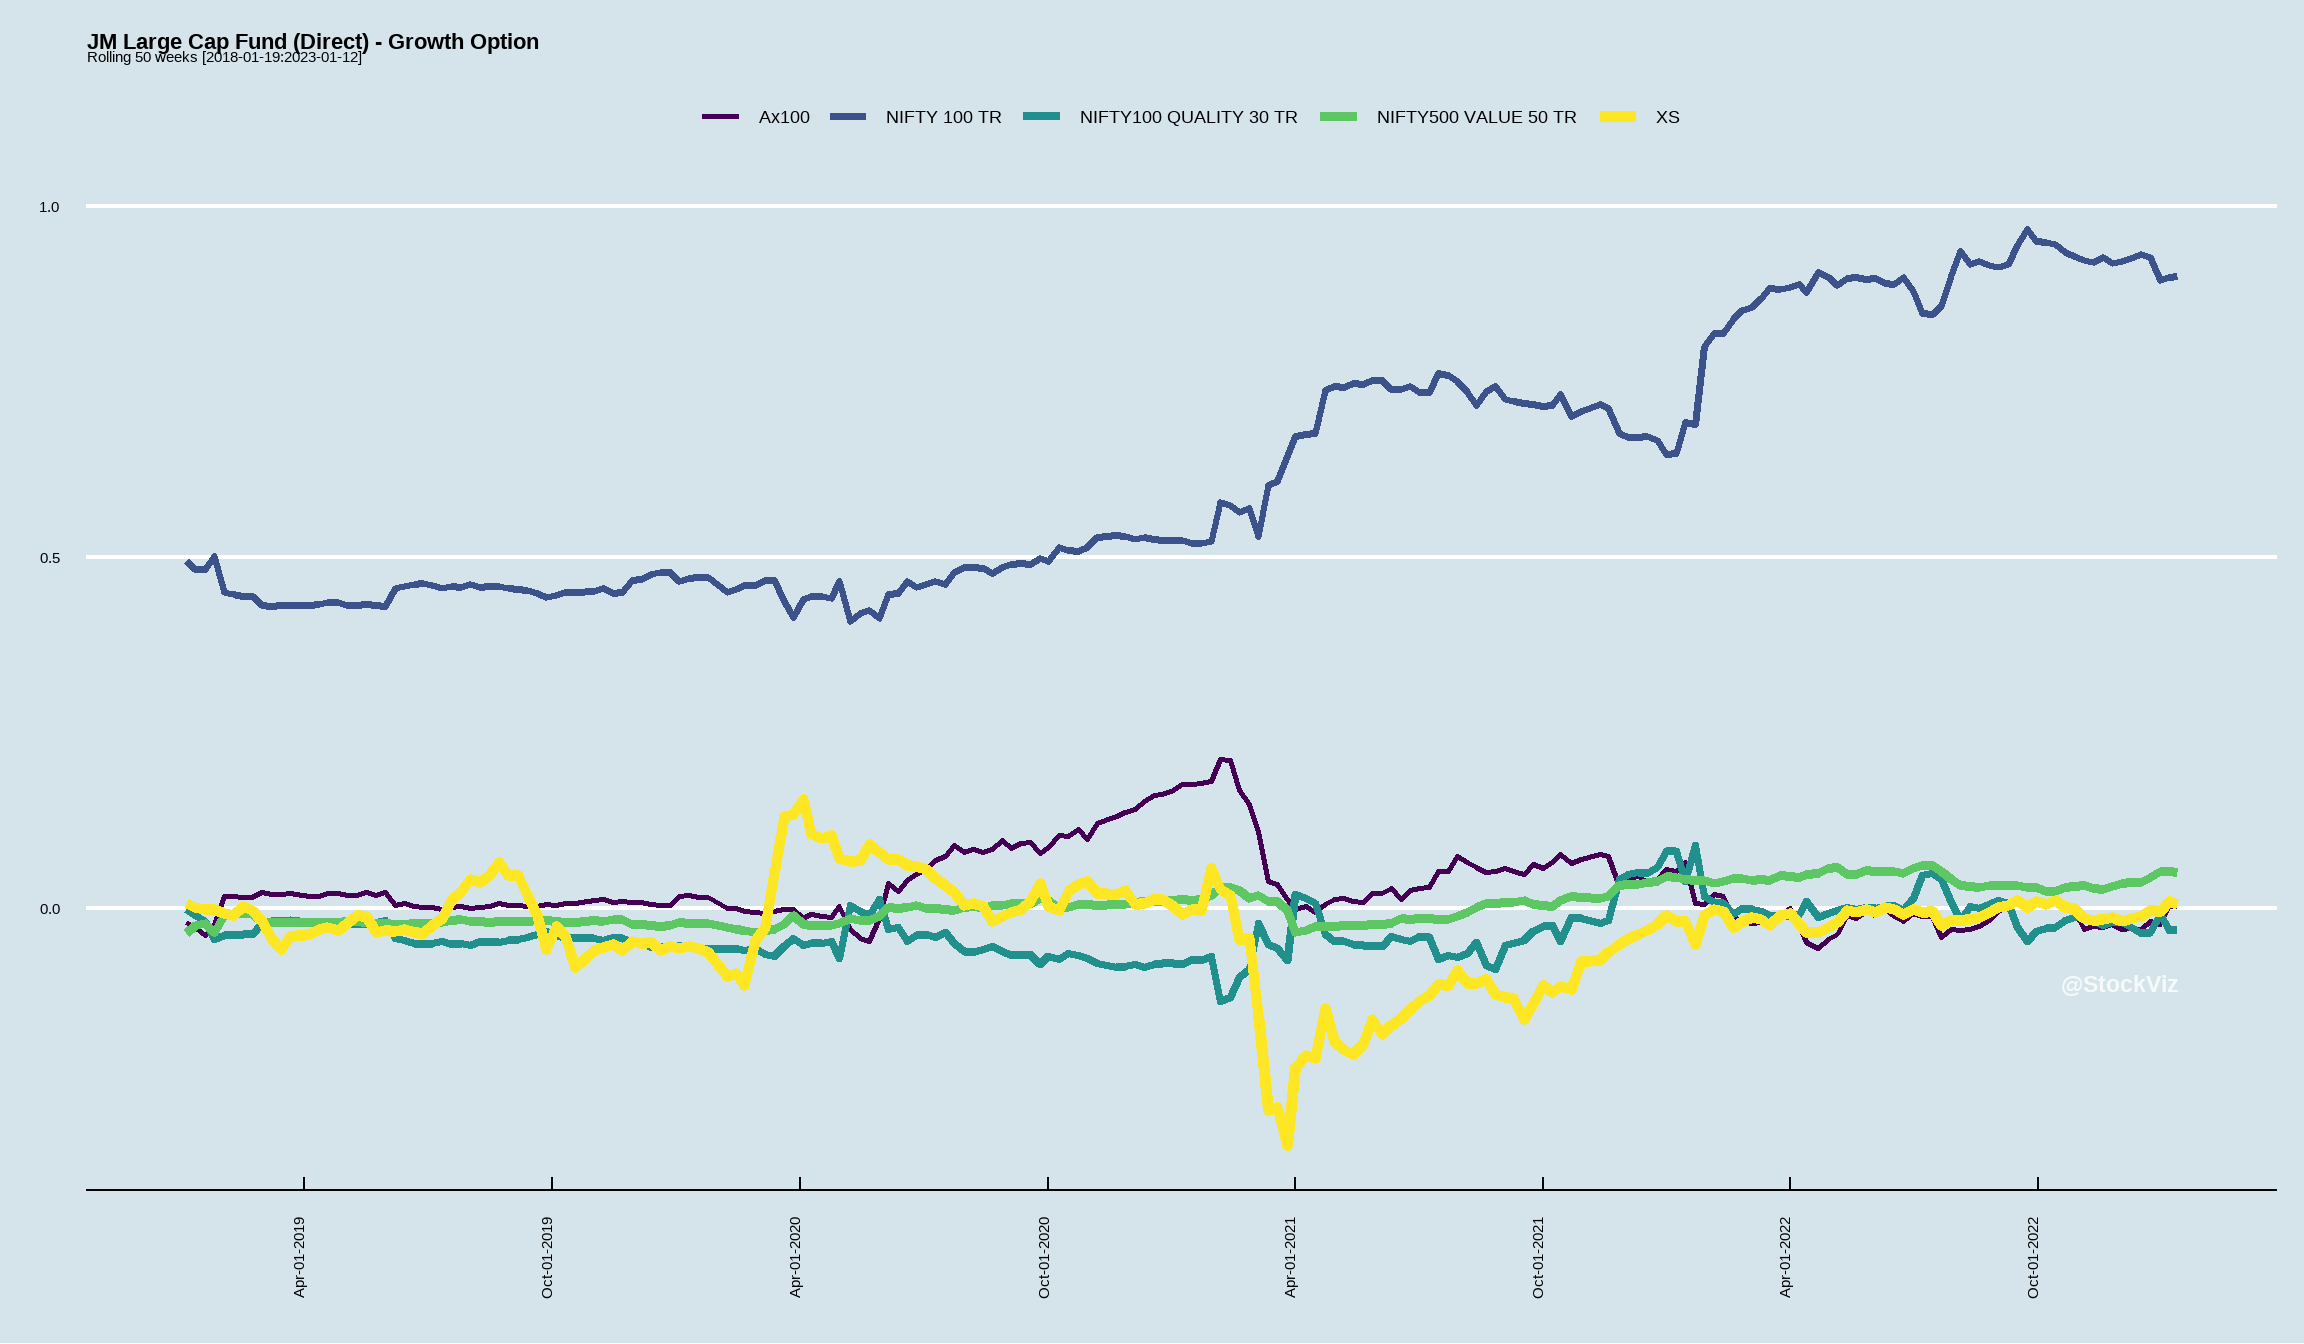 JM Large Cap Fund (Direct) - Growth Option
Rolling 50 weeks [2018-01-19:2023-01-12]
Ax100 NIFTY 100 TR NIFTY100 QUALITY 30 TR NIFTY500 VALUE 50 TR XS
1.0
0.5
0.0
@StockViz
Apr-01-2019 Oct-01-2019 Apr-01-2020 Oct-01-2020 Apr-01-2021 Oct-01-2021 Apr-01-2022 Oct-01-2022